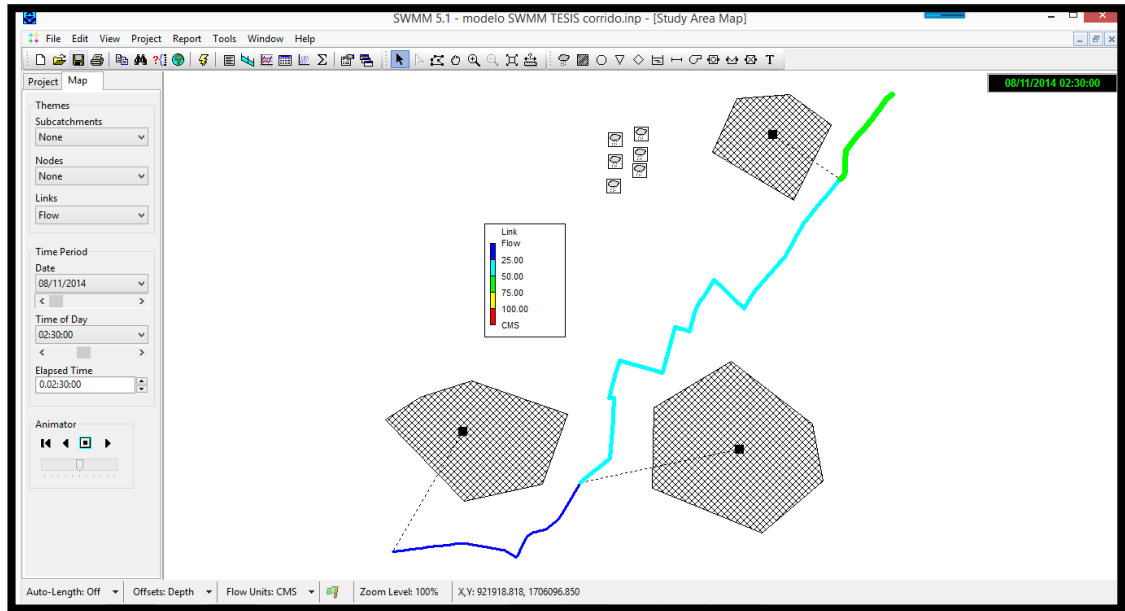 SWMM 5.1 - modelo SWMM TESIS corrido.inp - [Study Area Map]
File Edit View Project Report Tools Window Help
Project Map
08/11/2014 02:30:00
Themes
Subcatchments
None
Nodes
None
Links
Flow
Time Period
Date
08/11/2014
Time of Day
02:30:00
Elapsed Time
0.02:30:00
Animator
Link
Flow
25.00
50.00
75.00
100.00
CMS
Auto-Length: Off Offsets: Depth Flow Units: CMS Zoom Level: 100% X,Y: 921918.818, 1706096.850